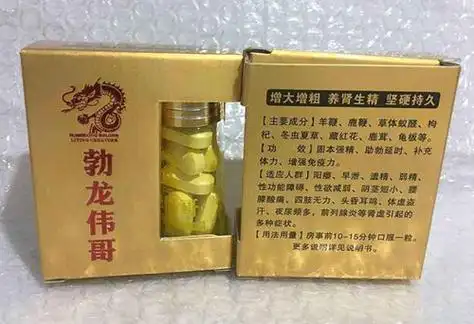 勃龙伟哥
增大增粗 养肾生精 坚硬持久
【主要成分】羊鞭、鹿鞭、草体蚁醛、枸
杞、冬虫夏草、藏红花、鹿茸、龟板等。
【功 效】固本强精、助勃延时、补充
体力、增强免疫力。
【适应人群】阳痿、早泄、遗精、弱精、
性功能障碍、性欲减弱、阴茎短小、腰
膝酸痛、四肢无力、头昏耳鸣、体虚盗
汗、夜尿频多、前列腺炎等肾虚引起的
多种症状。
【用法用量】房事前10-15分钟口服一粒。
更多说明详见说明书。